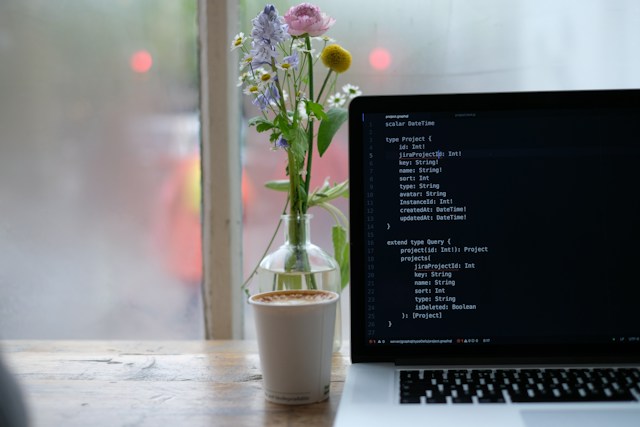 project.graphql
scalar DateTime
type Project {
id: Int!
jiraProjectId: Int!
key: String!
name: String!
sort: Int
type: String
avatar: String
InstanceId: Int!
createdAt: DateTime!
updatedAt: DateTime!
}
extend type Query {
project(id: Int!): Project
projects(
jiraProjectId: Int
key: String
name: String
sort: Int
type: String
isDeleted: Boolean
): [Project]
}